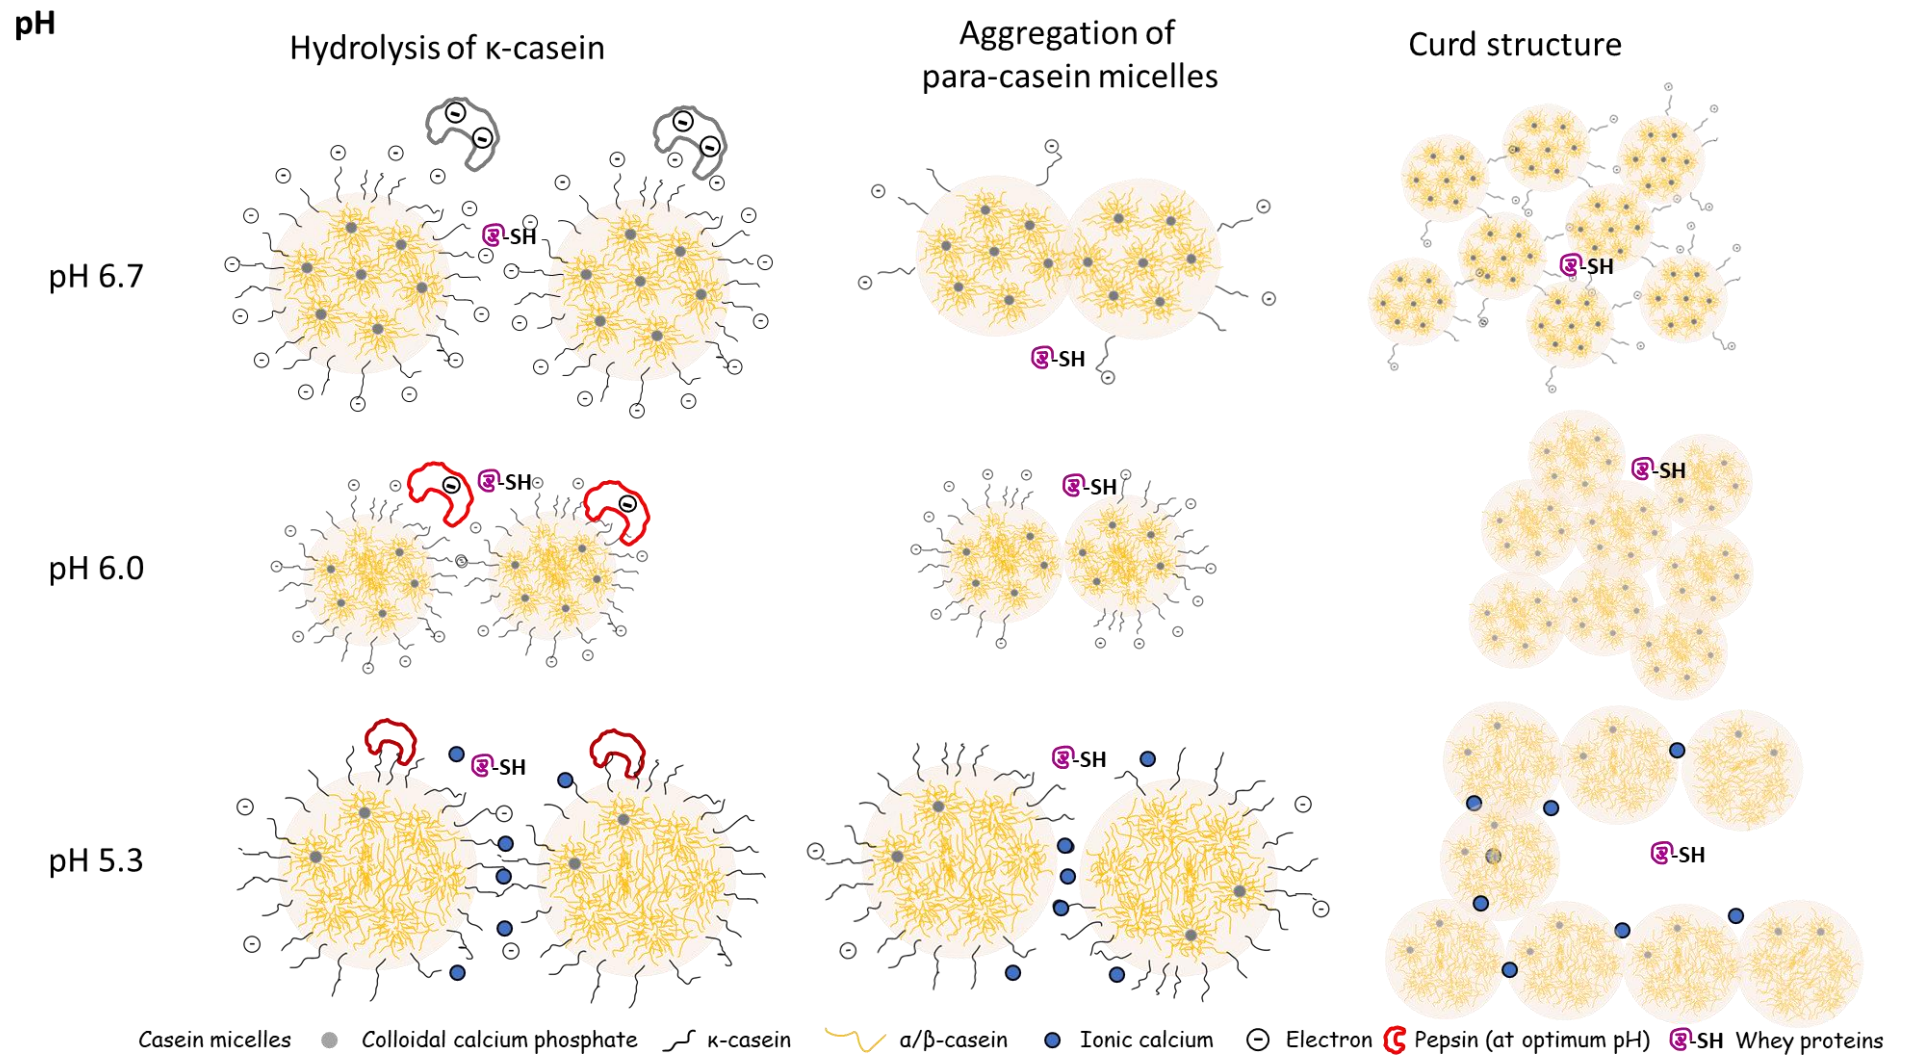 pH
Hydrolysis of κ-casein
Aggregation of
para-casein micelles
Curd structure
pH 6.7
-SH
-SH
-SH
pH 6.0
-SH
-SH
-SH
pH 5.3
-SH
-SH
-SH
Casein micelles
Colloidal calcium phosphate
κ-casein
α/β-casein
Ionic calcium
Electron
Pepsin (at optimum pH)
-SH Whey proteins